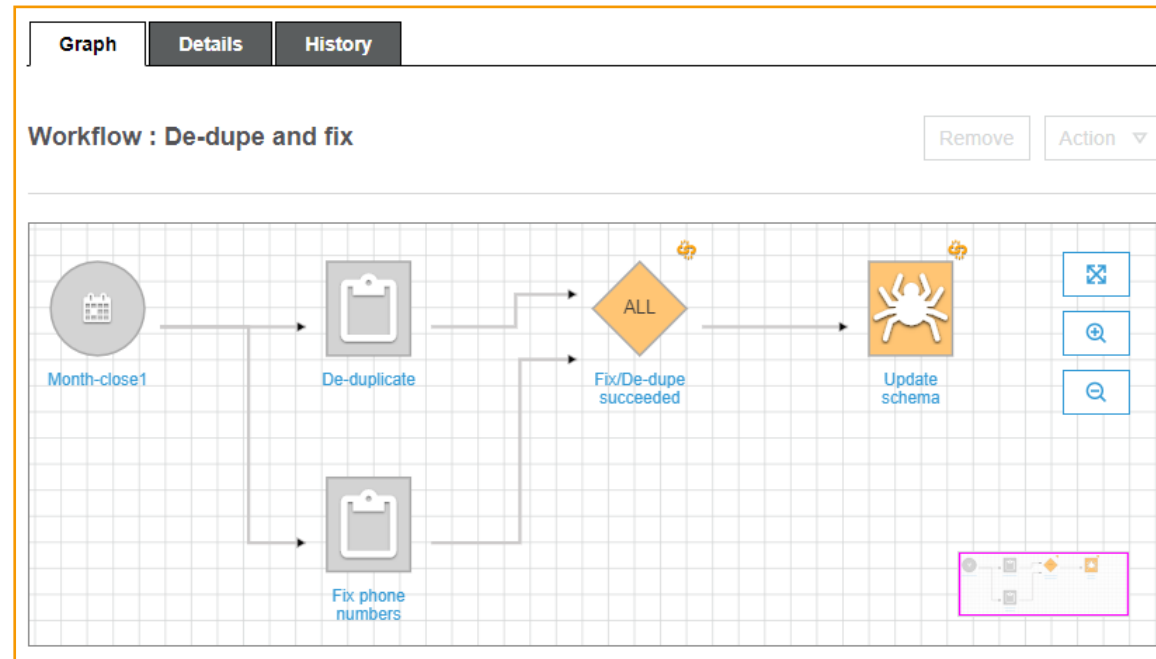 Graph Details History
Workflow : De-dupe and fix
Remove Action
ALL
Month-close1 De-duplicate Fix/De-dupe Update
succeeded schema
Fix phone
numbers